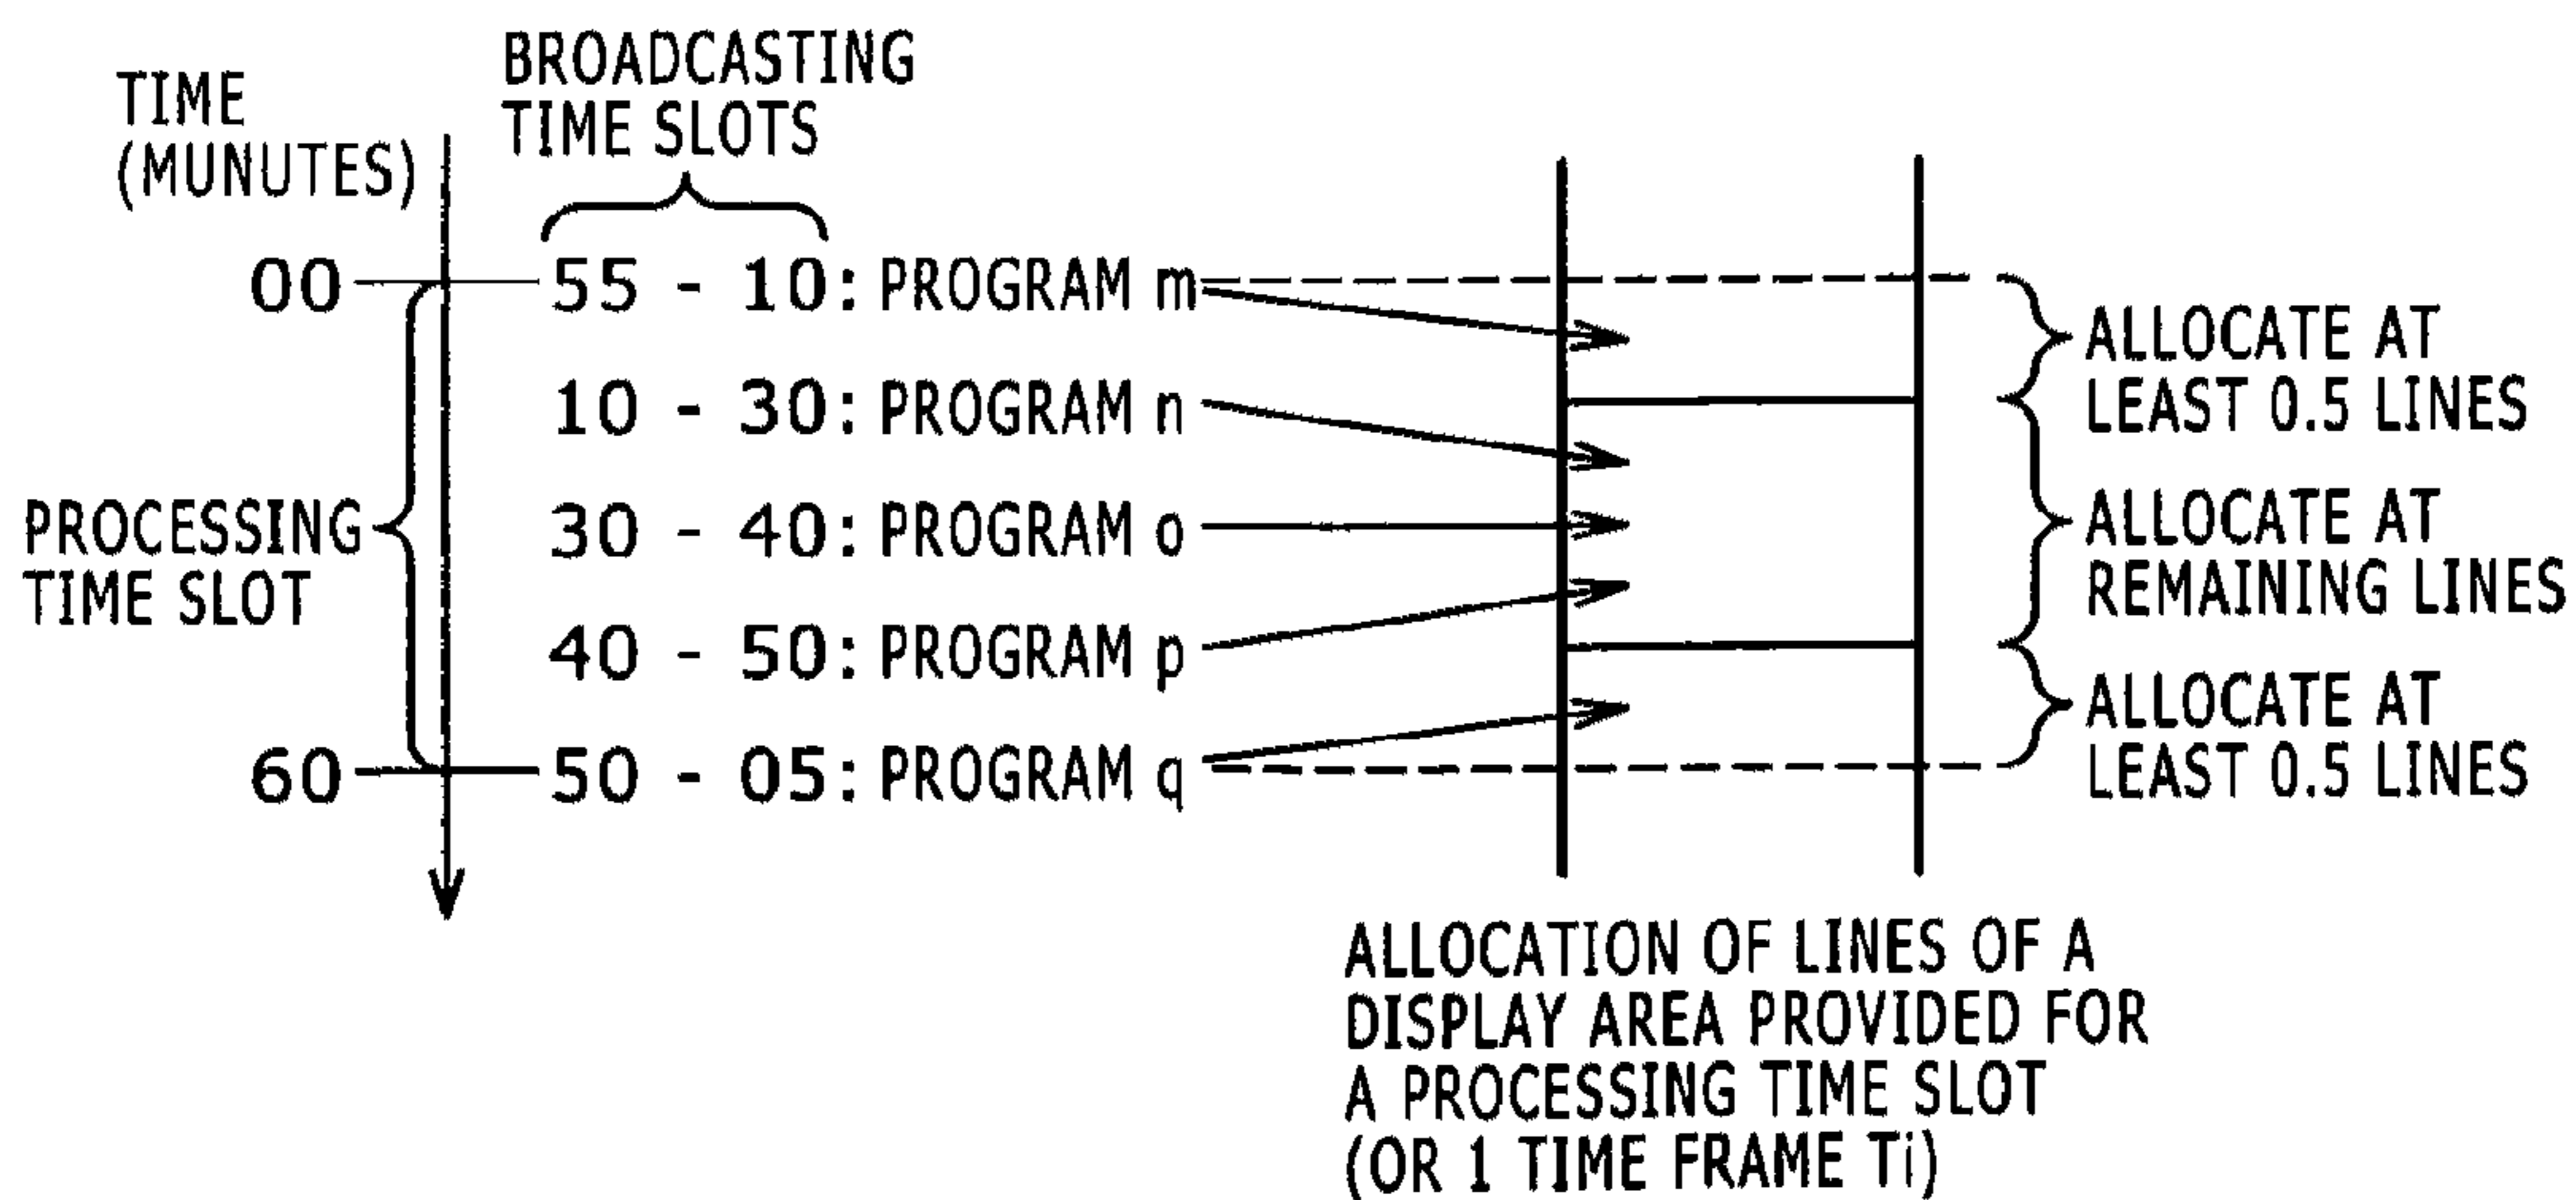 TIME
(MUNUTES)
BROADCASTING
TIME SLOTS
00
55 - 10: PROGRAM m
10 - 30: PROGRAM n
30 - 40: PROGRAM o
40 - 50: PROGRAM p
60
50 - 05: PROGRAM q
PROCESSING
TIME SLOT
ALLOCATE AT
LEAST 0.5 LINES
ALLOCATE AT
REMAINING LINES
ALLOCATE AT
LEAST 0.5 LINES
ALLOCATION OF LINES OF A
DISPLAY AREA PROVIDED FOR
A PROCESSING TIME SLOT
(OR 1 TIME FRAME Ti)